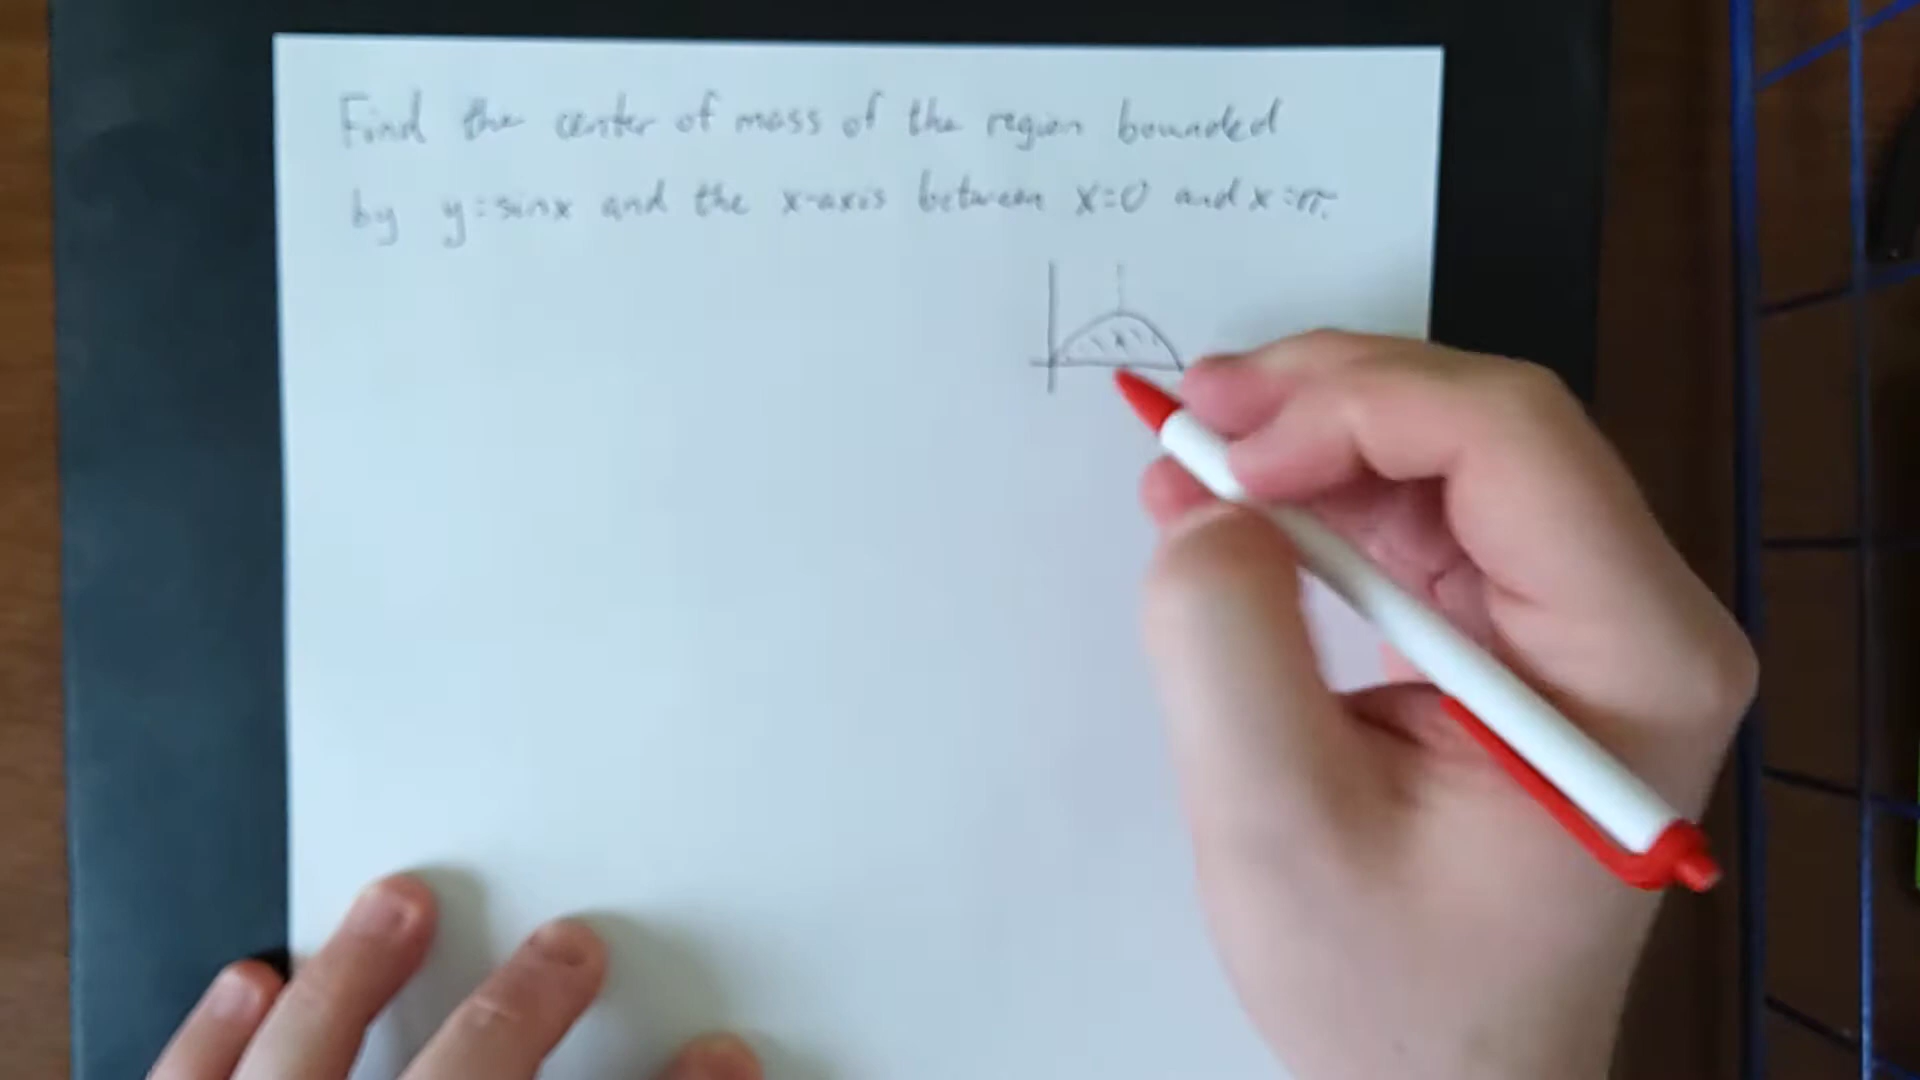 Find the center of mass of the region bounded
by y=sinx and the x-axis between x=0 and x=π.